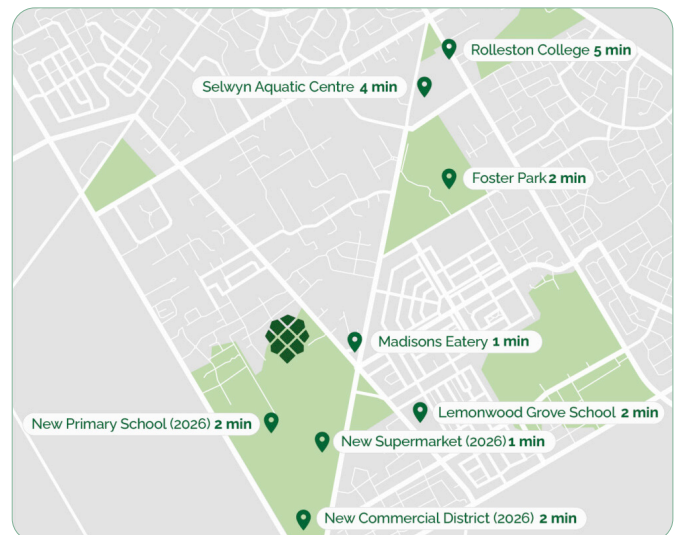 Rolleston College 5 min
Selwyn Aquatic Centre 4 min
Foster Park 2 min
Madisons Eatery 1 min
Lemonwood Grove School 2 min
New Primary School (2026) 2 min
New Supermarket (2026) 1 min
New Commercial District (2026) 2 min